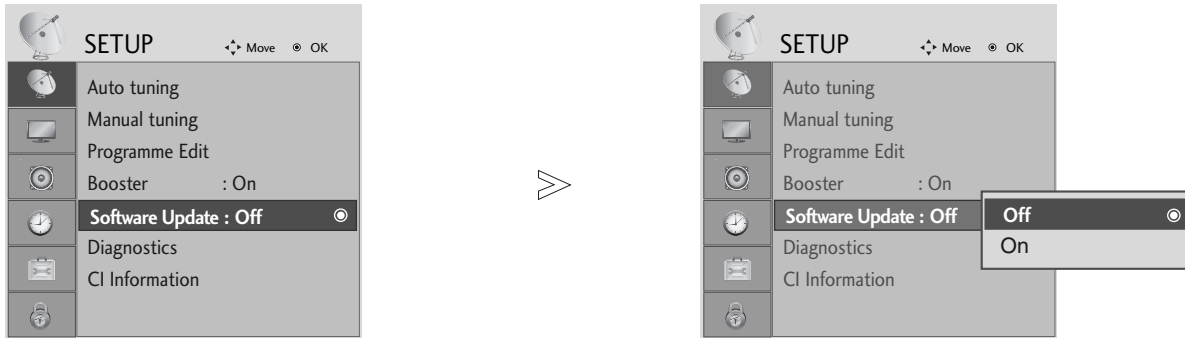 SETUP Move OK
Auto tuning
Manual tuning
Programme Edit
Booster : On
Software Update : Off
Diagnostics
CI Information
SETUP Move OK
Auto tuning
Manual tuning
Programme Edit
Booster : On
Software Update : Off
Diagnostics
CI Information
Off
On